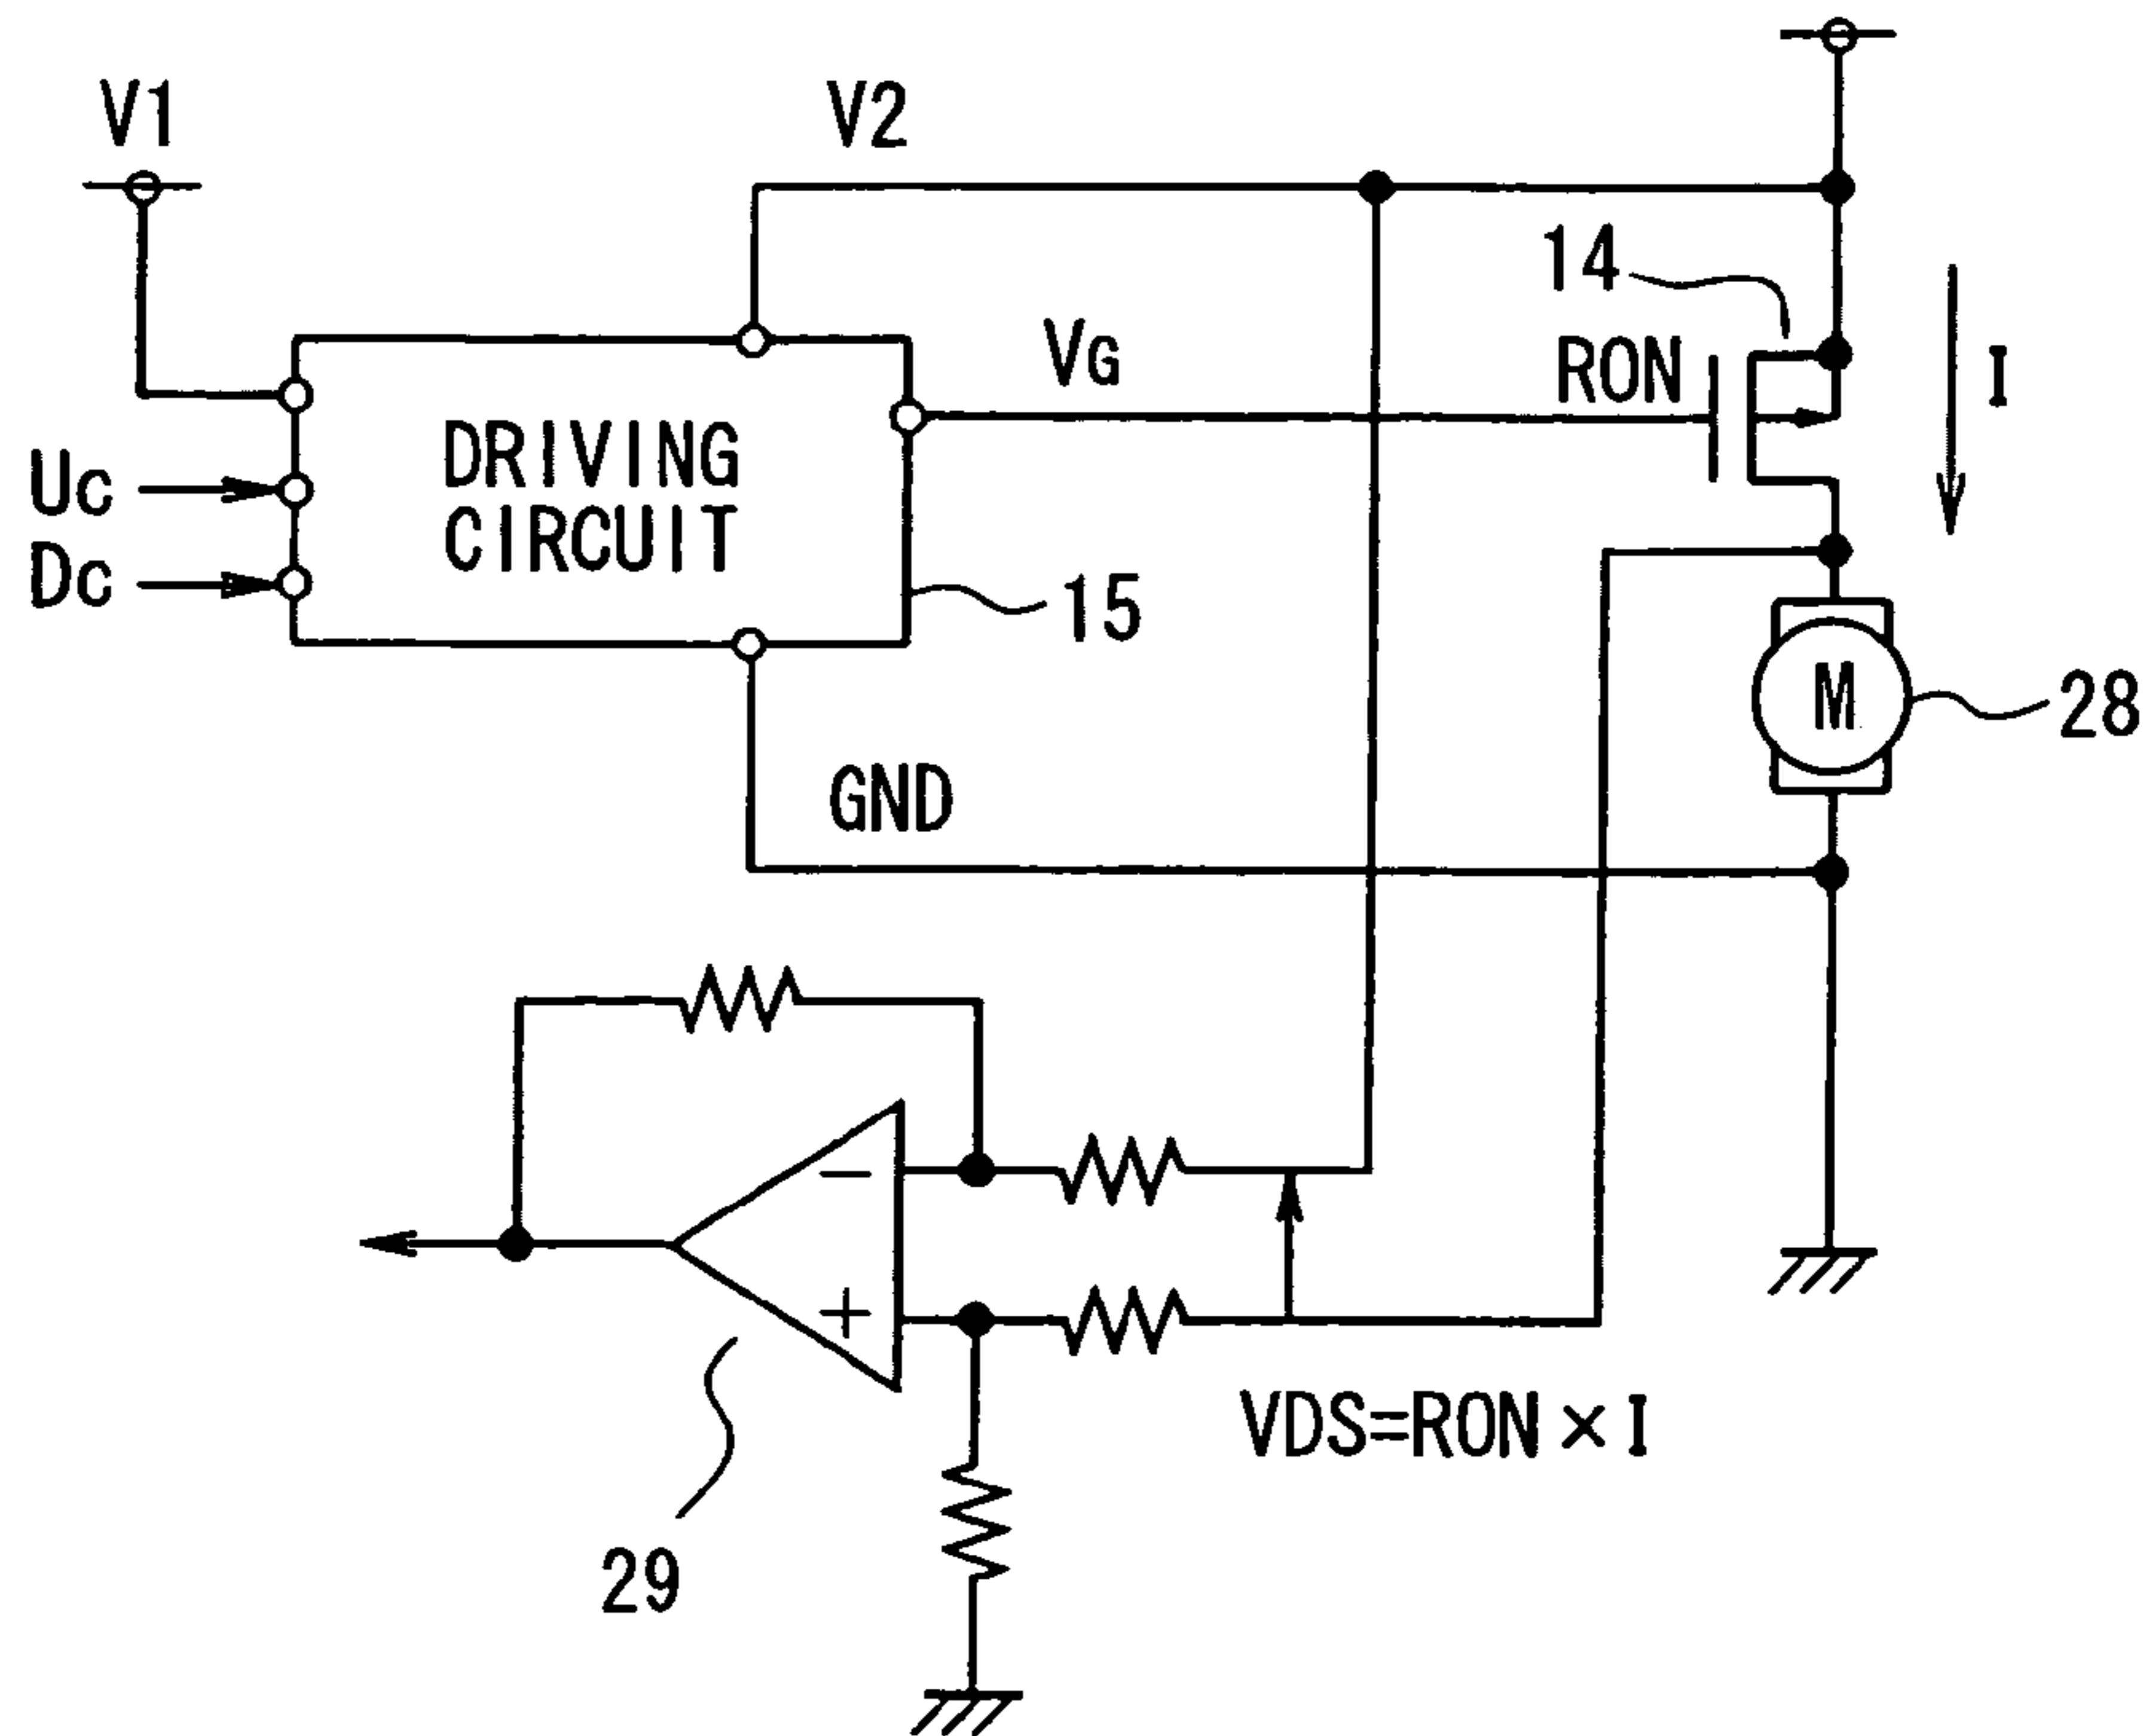 V1
V2
14
VG
RON
I
Uc
DRIVING
CIRCUIT
Dc
15
M
28
GND
−
+
VDS=RON×I
29